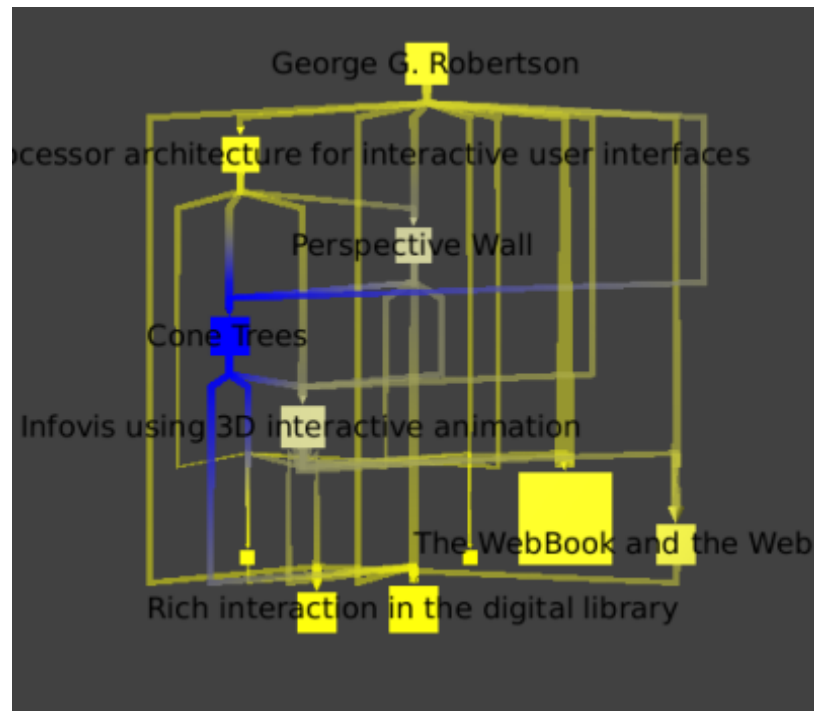 George G. Robertson
ocessor architecture for interactive user interfaces
Perspective Wall
Cone Trees
Infovis using 3D interactive animation
The WebBook and the Web
Rich interaction in the digital library